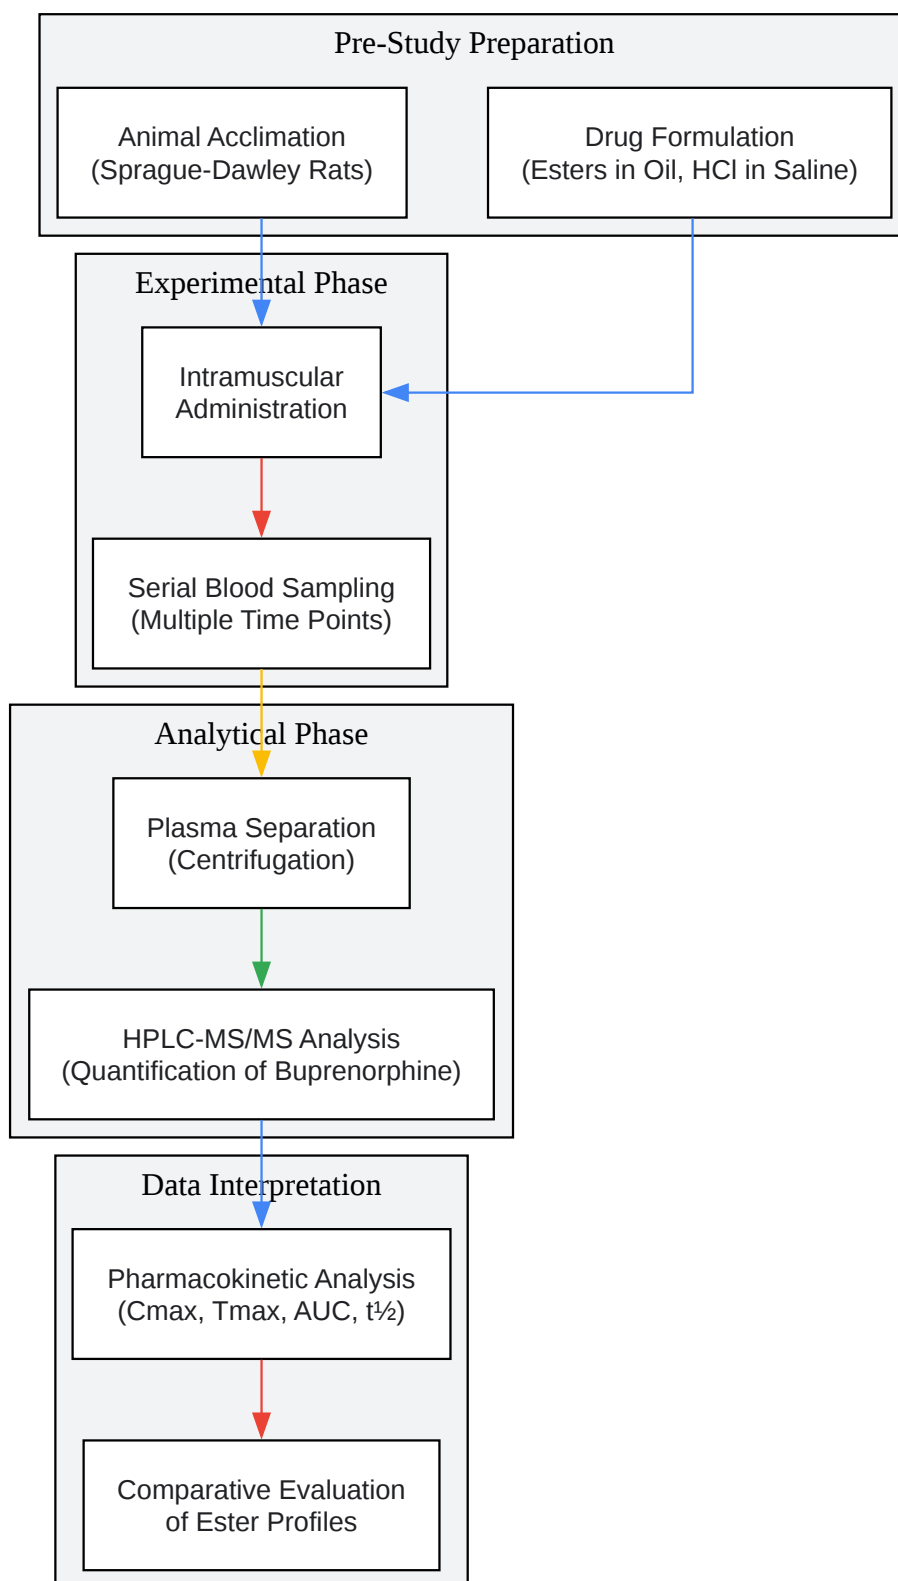 Pre-Study Preparation
Animal Acclimation
(Sprague-Dawley Rats)
Drug Formulation
(Esters in Oil, HCl in Saline)
Experimental Phase
Intramuscular
Administration
Serial Blood Sampling
(Multiple Time Points)
Analytical Phase
Plasma Separation
(Centrifugation)
HPLC-MS/MS Analysis
(Quantification of Buprenorphine)
Data Interpretation
Pharmacokinetic Analysis
(Cmax, Tmax, AUC, t½)
Comparative Evaluation
of Ester Profiles